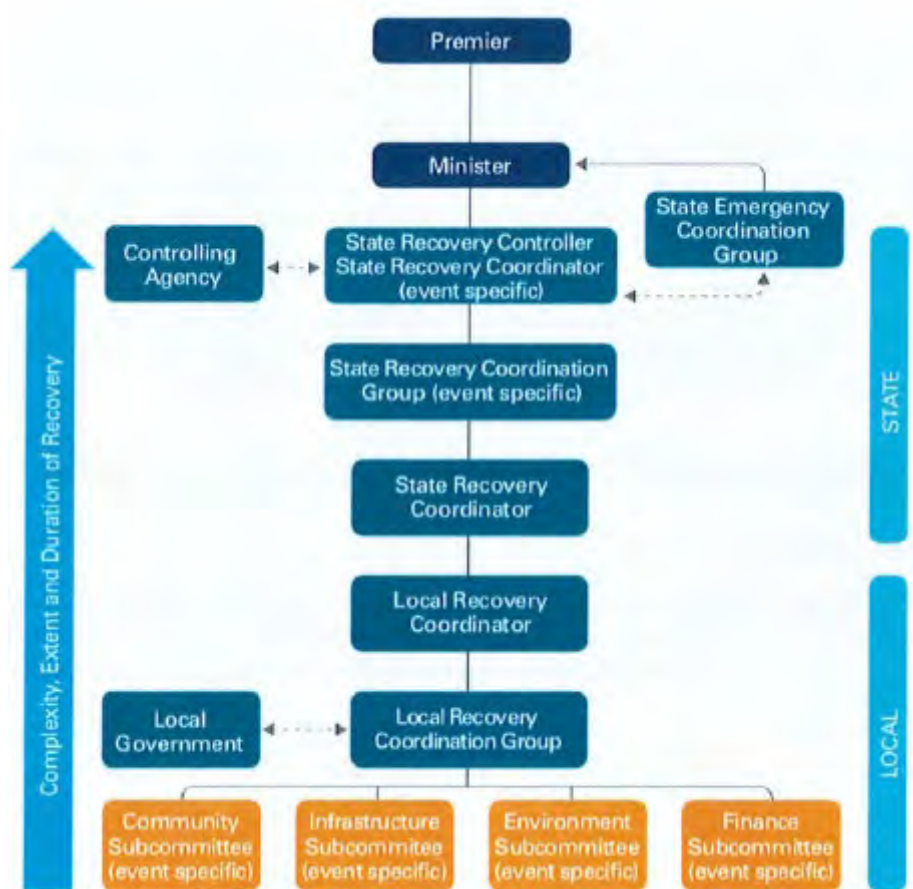 Premier
Minister
State Emergency
Coordination
Group
Controlling
Agency
State Recovery Controller
State Recovery Coordinator
(event specific)
State Recovery Coordination
Group (event specific)
State Recovery
Coordinator
Local Recovery
Coordinator
Local
Government
Local Recovery
Coordination Group
Community
Subcommittee
(event specific)
Infrastructure
Subcommitee
(event specific)
Environment
Subcommittee
(event specific)
Finance
Subcommittee
(event specific)
Complexity, Extent and Duration of Recovery
STATE
LOCAL